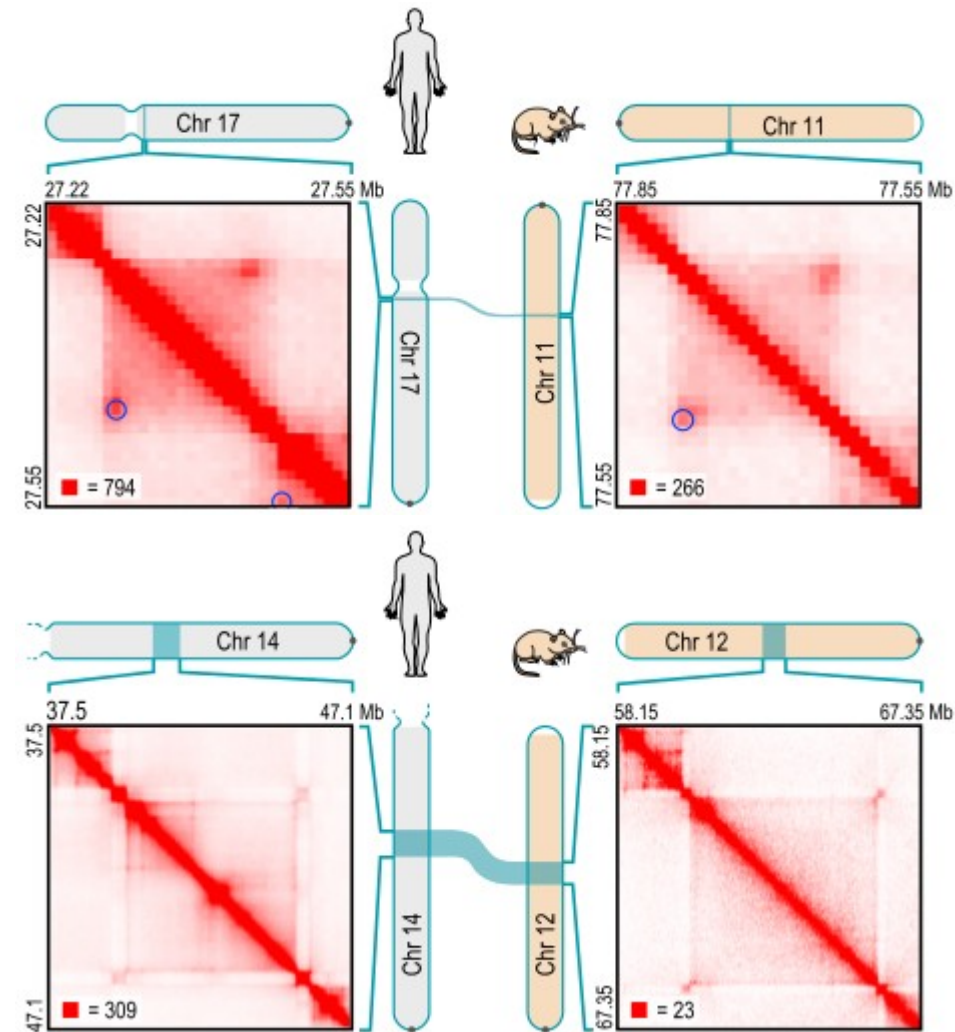 Chr 17
Chr 11
27.22
27.55 Mb
77.85
77.55 Mb
27.22
27.55
Chr 17
Chr 11
77.85
77.55
= 794
= 266
Chr 14
Chr 12
37.5
47.1 Mb
58.15
67.35 Mb
37.5
47.1
Chr 14
Chr 12
58.15
67.35
= 309
= 23